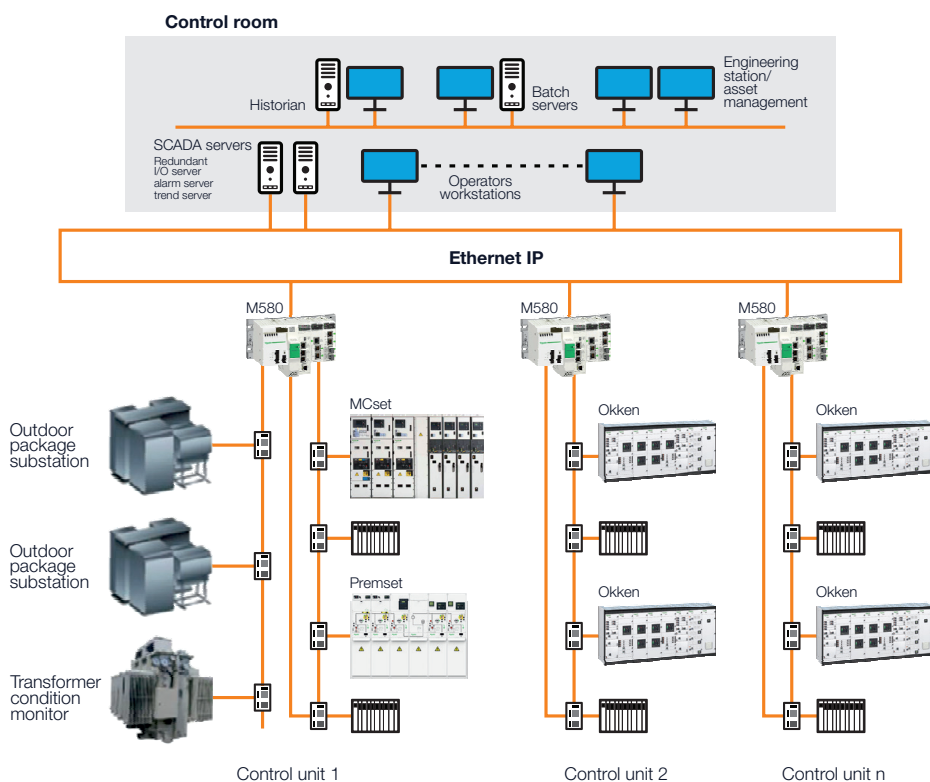 Control room
Historian
Batch
servers
Engineering
station/
asset
management
SCADA servers
Redundant
I/O server
alarm server
trend server
Operators
workstations
Ethernet IP
M580
M580
M580
Outdoor
package
substation
MCset
Okken
Okken
Outdoor
package
substation
Premset
Okken
Okken
Transformer
condition
monitor
Control unit 1
Control unit 2
Control unit n